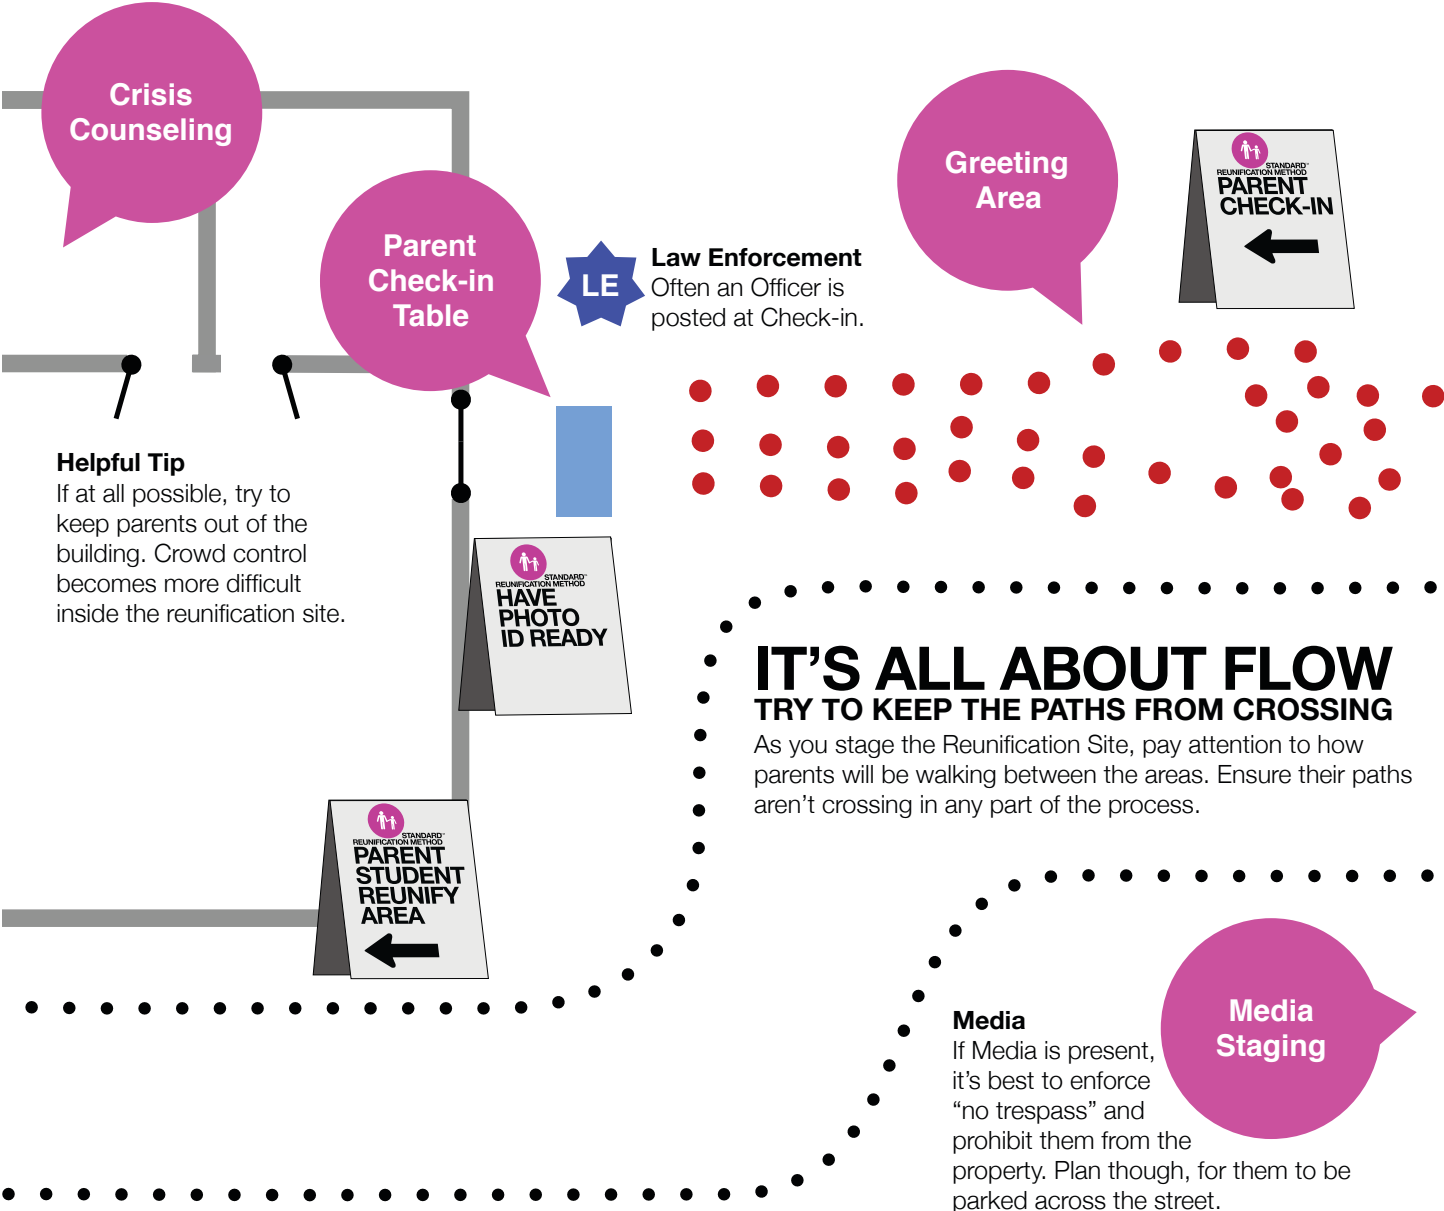 Crisis
Counseling
Parent
Check-in
Table
LE
Law Enforcement
Often an Officer is
posted at Check-in.
Greeting
Area
STANDARD™
REUNIFICATION METHOD
PARENT
CHECK-IN
Helpful Tip
If at all possible, try to
keep parents out of the
building. Crowd control
becomes more difficult
inside the reunification site.
STANDARD™
REUNIFICATION METHOD
HAVE
PHOTO
ID READY
IT’S ALL ABOUT FLOW
TRY TO KEEP THE PATHS FROM CROSSING
As you stage the Reunification Site, pay attention to how
parents will be walking between the areas. Ensure their paths
aren’t crossing in any part of the process.
STANDARD™
REUNIFICATION METHOD
PARENT
STUDENT
REUNIFY
AREA
Media
If Media is present,
it’s best to enforce
“no trespass” and
prohibit them from the
property. Plan though, for them to be
parked across the street.
Media
Staging